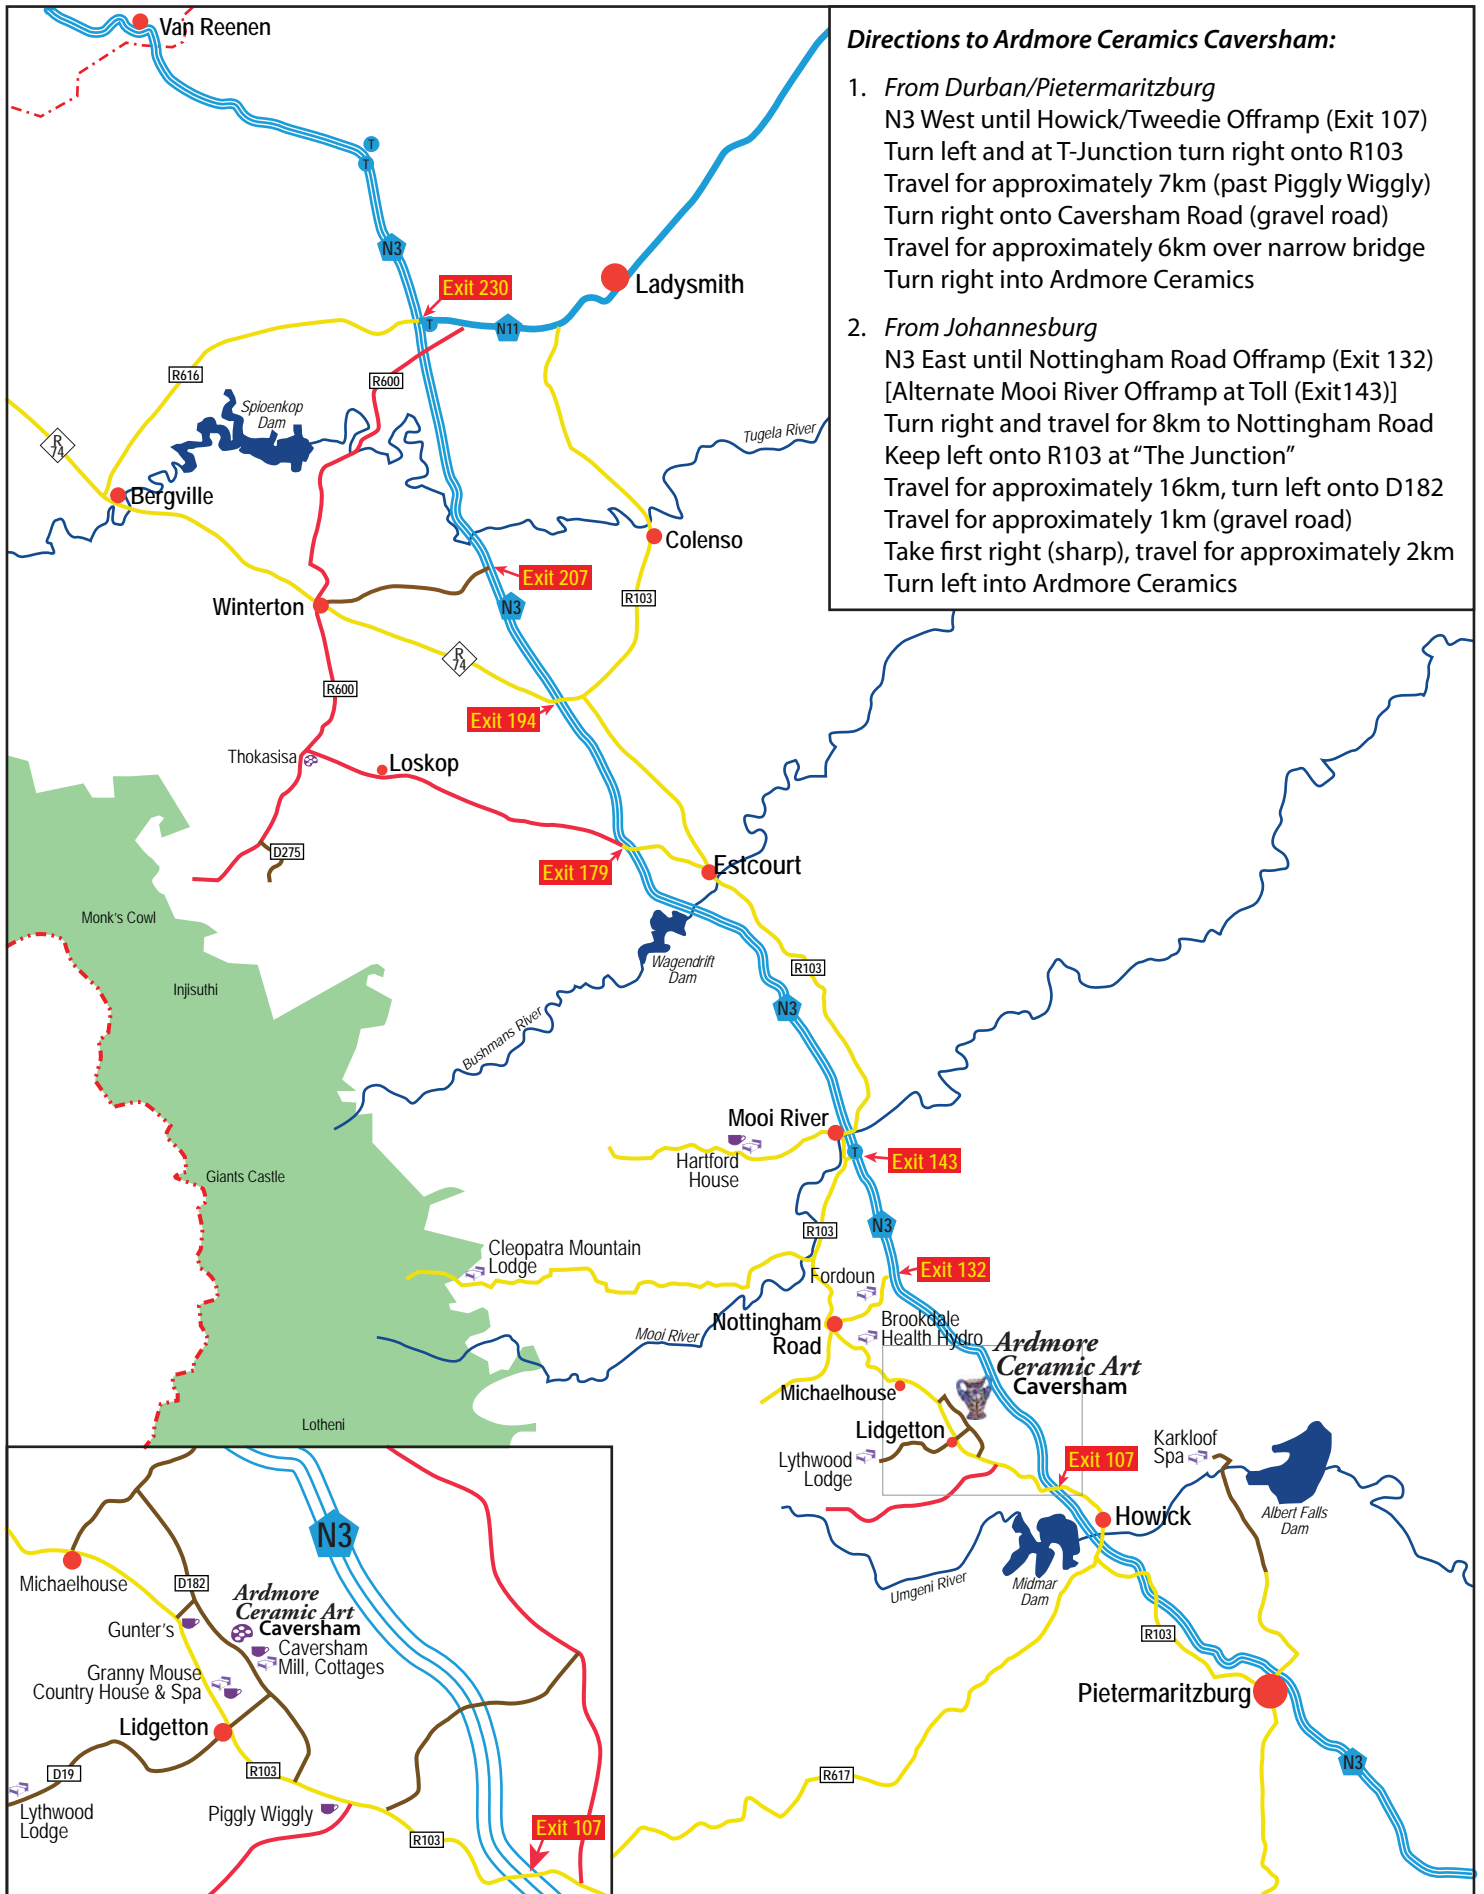 Van Reenen
Directions to Ardmore Ceramics Caversham:
1. From Durban/Pietermaritzburg
N3 West until Howick/Tweedie Offramp (Exit 107)
Turn left and at T-Junction turn right onto R103
Travel for approximately 7km (past Piggly Wiggly)
Turn right onto Caversham Road (gravel road)
Travel for approximately 6km over narrow bridge
Turn right into Ardmore Ceramics
2. From Johannesburg
N3 East until Nottingham Road Offramp (Exit 132)
[Alternate Mooi River Offramp at Toll (Exit143)]
Turn right and travel for 8km to Nottingham Road
Keep left onto R103 at “The Junction”
Travel for approximately 16km, turn left onto D182
Travel for approximately 1km (gravel road)
Take first right (sharp), travel for approximately 2km
Turn left into Ardmore Ceramics
T
T
N3
Exit 230
Ladysmith
T
N11
R616
R600
Spioenkop
Dam
Tugela River
R
74
Bergville
Colenso
Exit 207
R103
Winterton
N3
R
74
R600
Exit 194
Thokasisa
Loskop
D275
Exit 179
Estcourt
Monk's Cowl
Wagendrift
Dam
R103
Injisuthi
N3
Bushmans River
Mooi River
Hartford
House
T
Exit 143
Giants Castle
R103
N3
Cleopatra Mountain
Lodge
Fordoun
Exit 132
Nottingham
Road
Mooi River
Brookdale
Health Hydro
Ardmore
Ceramic Art
Caversham
Michaelhouse
Lidgetton
Lythwood
Lodge
Exit 107
Karkloof
Spa
Lotheni
Howick
Albert Falls
Dam
Umgeni River
Midmar
Dam
R103
Pietermaritzburg
N3
R617
N3
Michaelhouse
D182
Ardmore
Ceramic Art
Caversham
Gunter's
Caversham
Mill, Cottages
Granny Mouse
Country House & Spa
Lidgetton
D19
R103
Lythwood
Lodge
Piggly Wiggly
R103
Exit 107